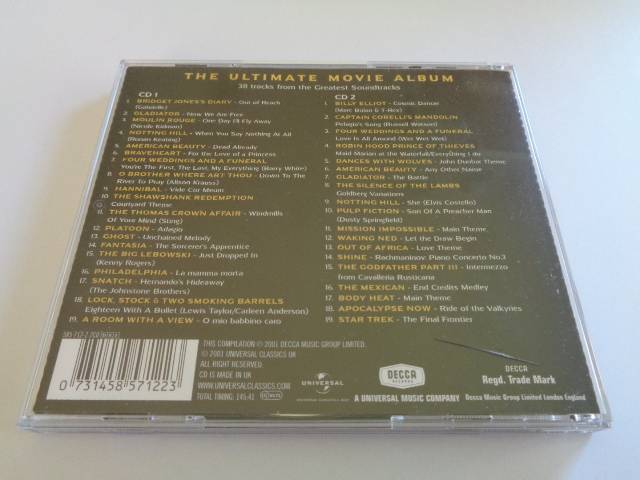 THE ULTIMATE MOVIE ALBUM
38 tracks from the Greatest Soundtracks
CD 1
1. BRIDGET JONES'S DIARY - Out of Reach
(Gabrielle)
2. GLADIATOR - Now We Are Free
3. MOULIN ROUGE - One Day I'll Fly Away
(Nicole Kidman)
4. NOTTING HILL - When You Say Nothing At All
(Ronan Keating)
5. AMERICAN BEAUTY - Dead Already
6. BRAVEHEART - For the Love of a Princess
7. FOUR WEDDINGS AND A FUNERAL
You're The First, The Last, My Everything (Barry White)
8. O BROTHER WHERE ART THOU - Down To The
River To Pray (Alison Krauss)
9. HANNIBAL - Vide Cor Meum
10. THE SHAWSHANK REDEMPTION
Courtyard Theme
11. THE THOMAS CROWN AFFAIR - Windmills
Of Your Mind (Sting)
12. PLATOON - Adagio
13. GHOST - Unchained Melody
14. FANTASIA - The Sorcerer's Apprentice
15. THE BIG LEBOWSKI - Just Dropped In
(Kenny Rogers)
16. PHILADELPHIA - La mamma morta
17. SNATCH - Hernando's Hideaway
(The Johnstone Brothers)
18. LOCK, STOCK & TWO SMOKING BARRELS
Eighteen With A Bullet (Lewis Taylor/Carleen Anderson)
19. A ROOM WITH A VIEW - O mio babbino caro
CD 2
1. BILLY ELLIOT - Cosmic Dancer
(Marc Bolan & T-Rex)
2. CAPTAIN CORELLI'S MANDOLIN
Pelagia's Song (Russell Watson)
3. FOUR WEDDINGS AND A FUNERAL
Love Is All Around (Wet Wet Wet)
4. ROBIN HOOD PRINCE OF THIEVES
Maid Marian at the Waterfall/Everything I do
5. DANCES WITH WOLVES - John Dunbar Theme
6. AMERICAN BEAUTY - Any Other Name
7. GLADIATOR - The Battle
8. THE SILENCE OF THE LAMBS
Goldberg Variations
9. NOTTING HILL - She (Elvis Costello)
10. PULP FICTION - Son Of A Preacher Man
(Dusty Springfield)
11. MISSION IMPOSSIBLE - Main Theme
12. WAKING NED - Let the Draw Begin
13. OUT OF AFRICA - Love Theme
14. SHINE - Rachmaninov: Piano Concerto No.3
15. THE GODFATHER PART III - Intermezzo
from Cavalleria Rusticana
16. THE MEXICAN - End Credits Medley
17. BODY HEAT - Main Theme
18. APOCALYPSE NOW - Ride of the Valkyries
19. STAR TREK - The Final Frontier
0 731458 571223
THIS COMPILATION ℗ 2001 DECCA MUSIC GROUP LIMITED.
© 2001 UNIVERSAL CLASSICS UK
ALL RIGHT RESERVED.
CD IS MADE IN UK
WWW.UNIVERSALCLASSICS.COM
TOTAL TIMING: 145.41
UNIVERSAL
DECCA
RECORDS
A UNIVERSAL MUSIC COMPANY
DECCA
Regd. Trade Mark
Decca Music Group Limited London England